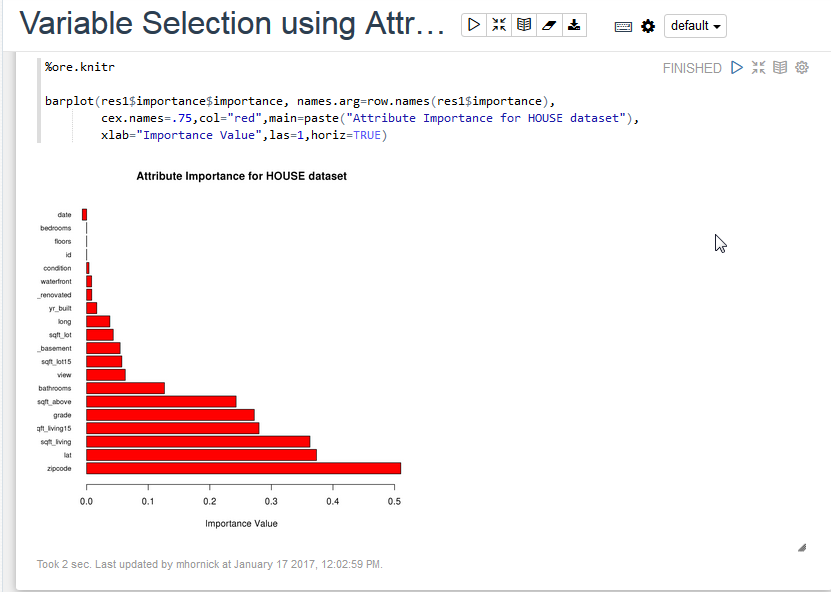 Variable Selection using Attr...
default
%ore.knitr
FINISHED
barplot(res1$importance$importance, names.arg=row.names(res1$importance),
cex.names=.75,col="red",main=paste("Attribute Importance for HOUSE dataset"),
xlab="Importance Value",las=1,horiz=TRUE)
Attribute Importance for HOUSE dataset
date
bedrooms
floors
id
condition
waterfront
_renovated
yr_built
long
sqft_lot
_basement
sqft_lot15
view
bathrooms
sqft_above
grade
qft_living15
sqft_living
lat
zipcode
0.0 0.1 0.2 0.3 0.4 0.5
Importance Value
Took 2 sec. Last updated by mhornick at January 17 2017, 12:02:59 PM.